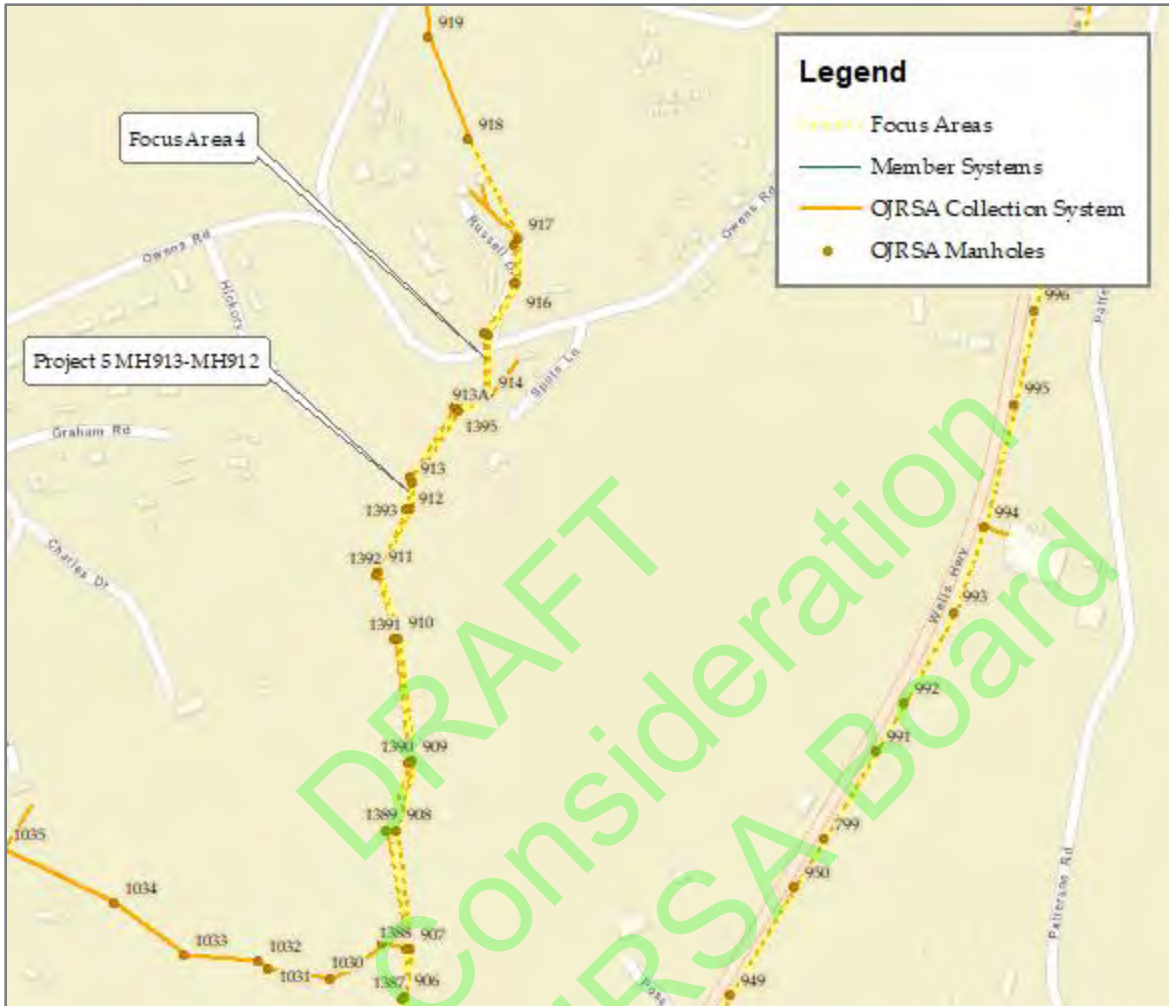 919
918
Focus Area 4
917
Russell D
916
Owens Rd
Owens Rd
Hickory
Legend
Focus Areas
Member Systems
OJRSA Collection System
OJRSA Manholes
996
Project 5 MH913-MH912
914
Spots Ln
913A
1395
995
Graham Rd
913
912
1393
994
1392
911
Charles Dr
Wells Hwy
993
1391
910
992
1390
909
991
1389
908
799
1035
950
1034
Patterson Rd
1388
907
1033
1032
1031
1030
1387
906
949
DRAFT
Consideration
OJRSA Board